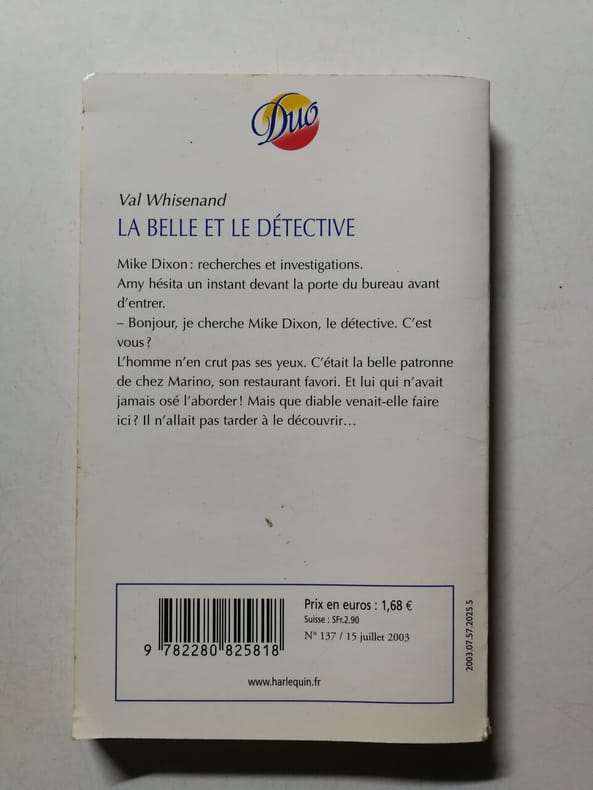 Duo
Val Whisenand
LA BELLE ET LE DÉTECTIVE
Mike Dixon : recherches et investigations.
Amy hésita un instant devant la porte du bureau avant
d’entrer.
– Bonjour, je cherche Mike Dixon, le détective. C’est
vous ?
L’homme n’en crut pas ses yeux. C’était la belle patronne
de chez Marino, son restaurant favori. Et lui qui n’avait
jamais osé l’aborder ! Mais que diable venait-elle faire
ici ? Il n’allait pas tarder à le découvrir…
Prix en euros : 1,68 €
Suisse : SFr.2.90
N° 137 / 15 juillet 2003
9 782280 825818
www.harlequin.fr
2003.07.57.2025.5